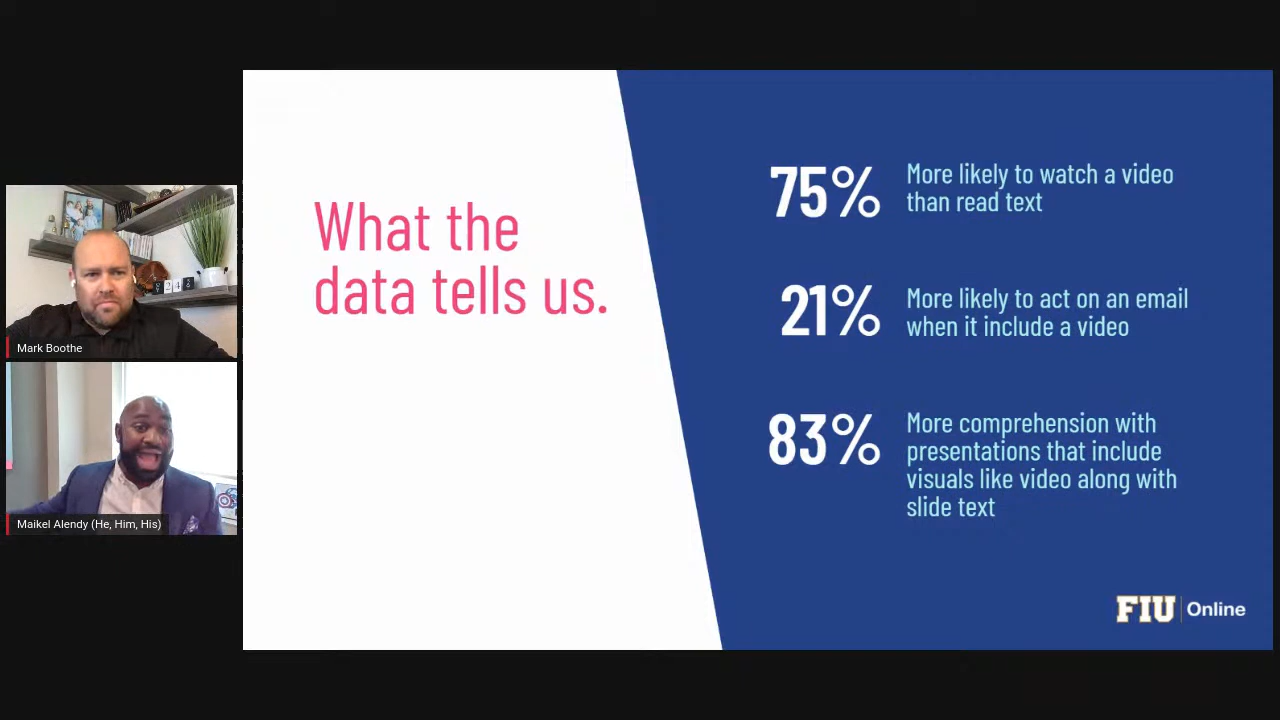 What the
data tells us.
75%
More likely to watch a video
than read text
21%
More likely to act on an email
when it include a video
83%
More comprehension with
presentations that include
visuals like video along with
slide text
FIU Online
Mark Boothe
Maikel Alendy (He, Him, His)